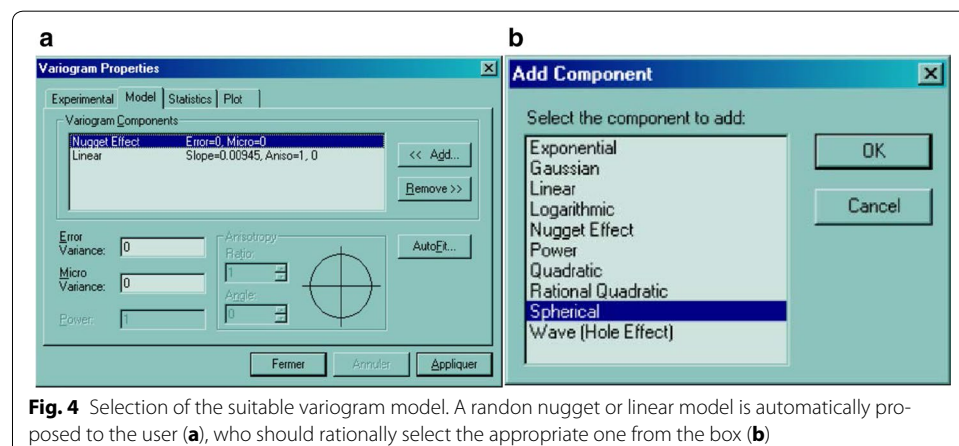 a
Variogram Properties
Experimental Model Statistics Plot
Variogram Components
Nugget Effect Error=0, Micro=0
Linear Slope=0.00945, Aniso=1, 0
<< Add...
Remove >>
Error
Variance: 0
Micro
Variance: 0
Power: 1
Anisotropy
Ratio:
1
Angle:
0
AutoFit...
Fermer Annuler Appliquer
b
Add Component
Select the component to add:
Exponential
Gaussian
Linear
Logarithmic
Nugget Effect
Power
Quadratic
Rational Quadratic
Spherical
Wave (Hole Effect)
OK
Cancel
Fig. 4 Selection of the suitable variogram model. A randon nugget or linear model is automatically pro-
posed to the user (a), who should rationally select the appropriate one from the box (b)